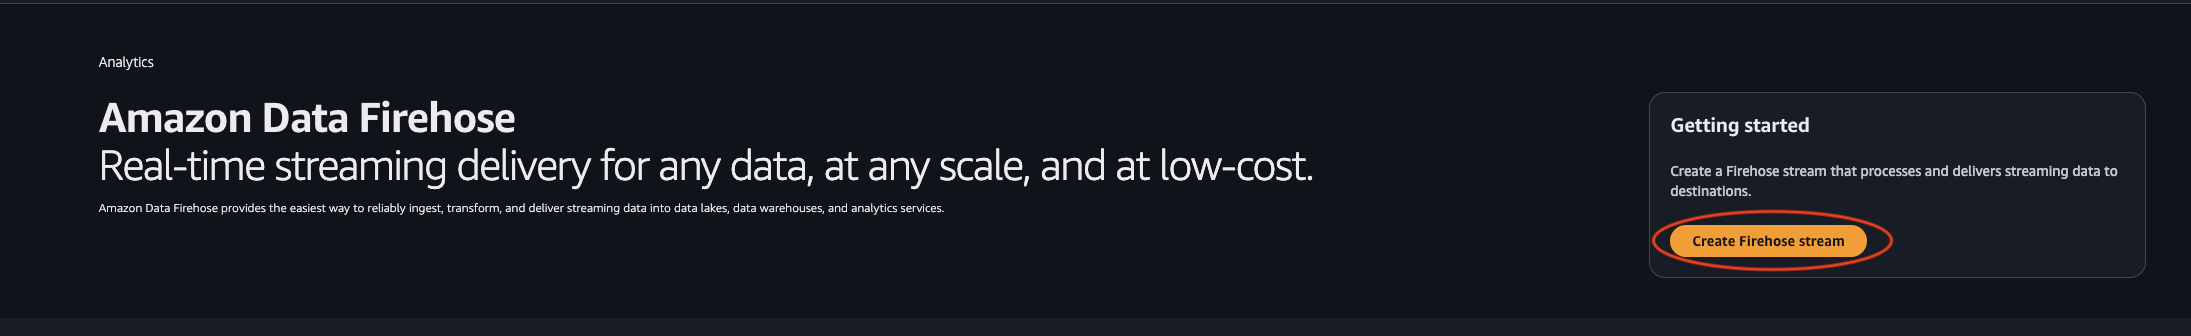 Analytics
Amazon Data Firehose
Real-time streaming delivery for any data, at any scale, and at low-cost.
Amazon Data Firehose provides the easiest way to reliably ingest, transform, and deliver streaming data into data lakes, data warehouses, and analytics services.
Getting started
Create a Firehose stream that processes and delivers streaming data to
destinations.
Create Firehose stream